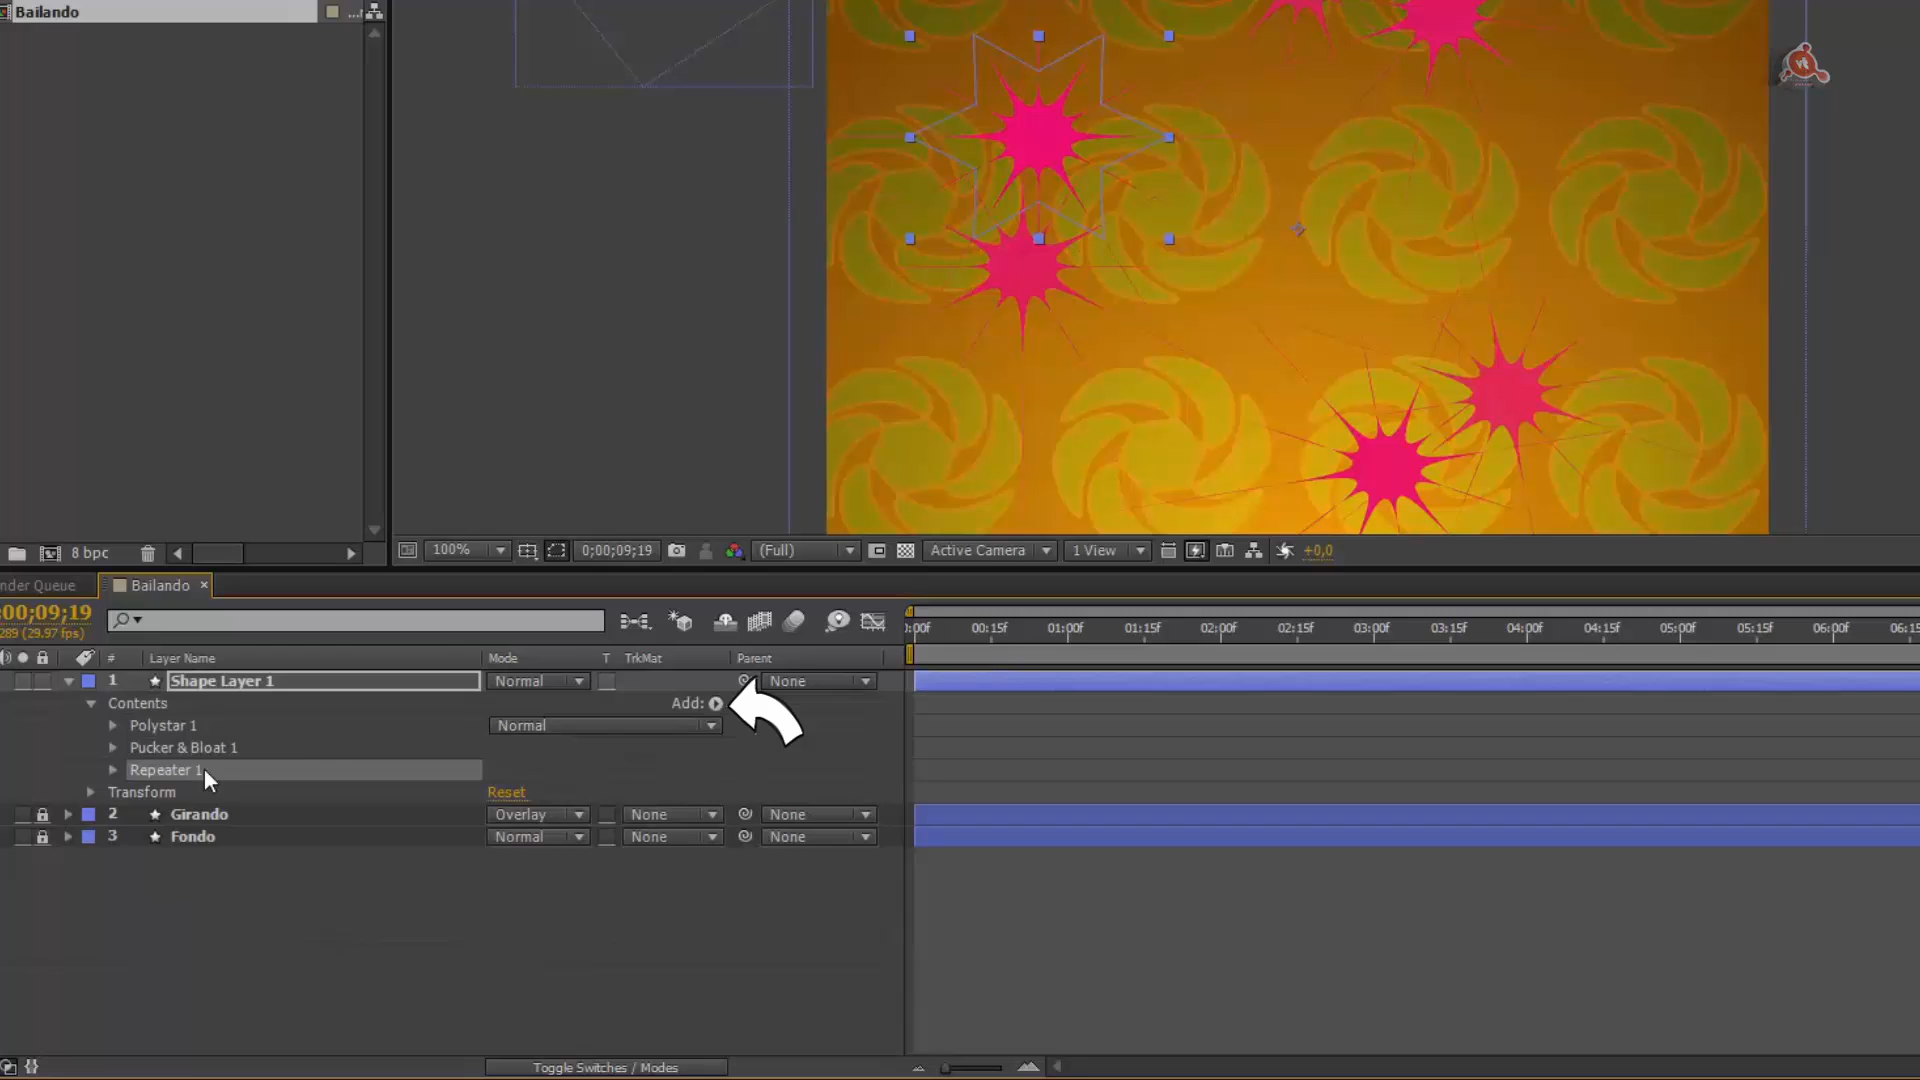 Bailando
8 bpc
100%
0;00;09;19
(Full)
Active Camera
1 View
+0,0
nder Queue
Bailando
:00;09;19
289 (29.97 fps)
):00f 00:15f 01:00f 01:15f 02:00f 02:15f 03:00f 03:15f 04:00f 04:15f 05:00f 05:15f 06:00f 06:15
# Layer Name Mode T TrkMat Parent
1 Shape Layer 1 Normal None
Contents Add:
Polystar 1 Normal
Pucker & Bloat 1
Repeater 1
Transform Reset
2 Girando Overlay None None
3 Fondo Normal None None
Toggle Switches / Modes